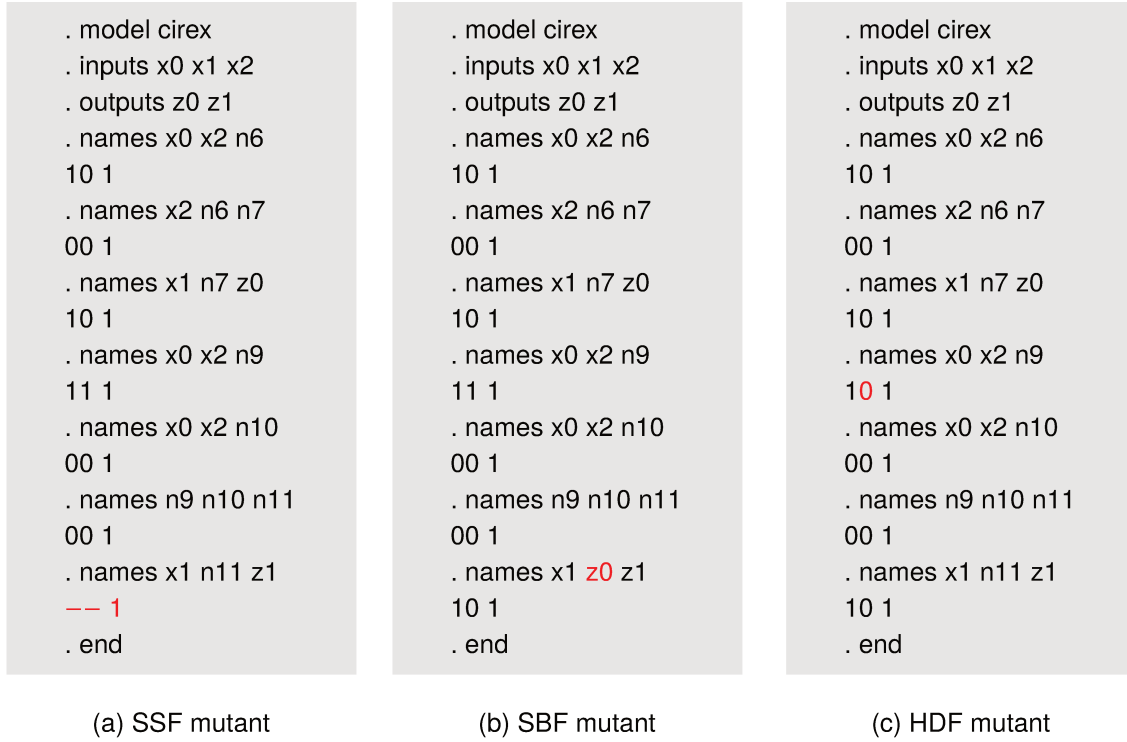 . model cirex
. inputs x0 x1 x2
. outputs z0 z1
. names x0 x2 n6
10 1
. names x2 n6 n7
00 1
. names x1 n7 z0
10 1
. names x0 x2 n9
11 1
. names x0 x2 n10
00 1
. names n9 n10 n11
00 1
. names x1 n11 z1
−− 1
. end
(a) SSF mutant
. model cirex
. inputs x0 x1 x2
. outputs z0 z1
. names x0 x2 n6
10 1
. names x2 n6 n7
00 1
. names x1 n7 z0
10 1
. names x0 x2 n9
11 1
. names x0 x2 n10
00 1
. names n9 n10 n11
00 1
. names x1 z0 z1
10 1
. end
(b) SBF mutant
. model cirex
. inputs x0 x1 x2
. outputs z0 z1
. names x0 x2 n6
10 1
. names x2 n6 n7
00 1
. names x1 n7 z0
10 1
. names x0 x2 n9
10 1
. names x0 x2 n10
00 1
. names n9 n10 n11
00 1
. names x1 n11 z1
10 1
. end
(c) HDF mutant